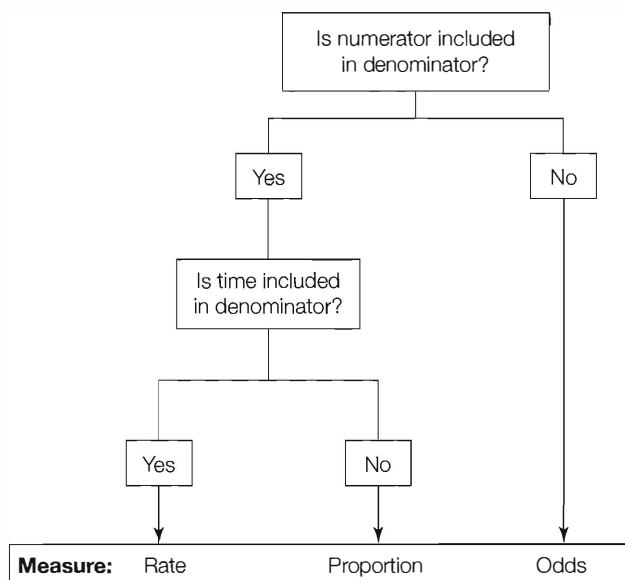 Is numerator included
in denominator?
Yes
No
Is time included
in denominator?
Yes
No
Measure: Rate Proportion Odds